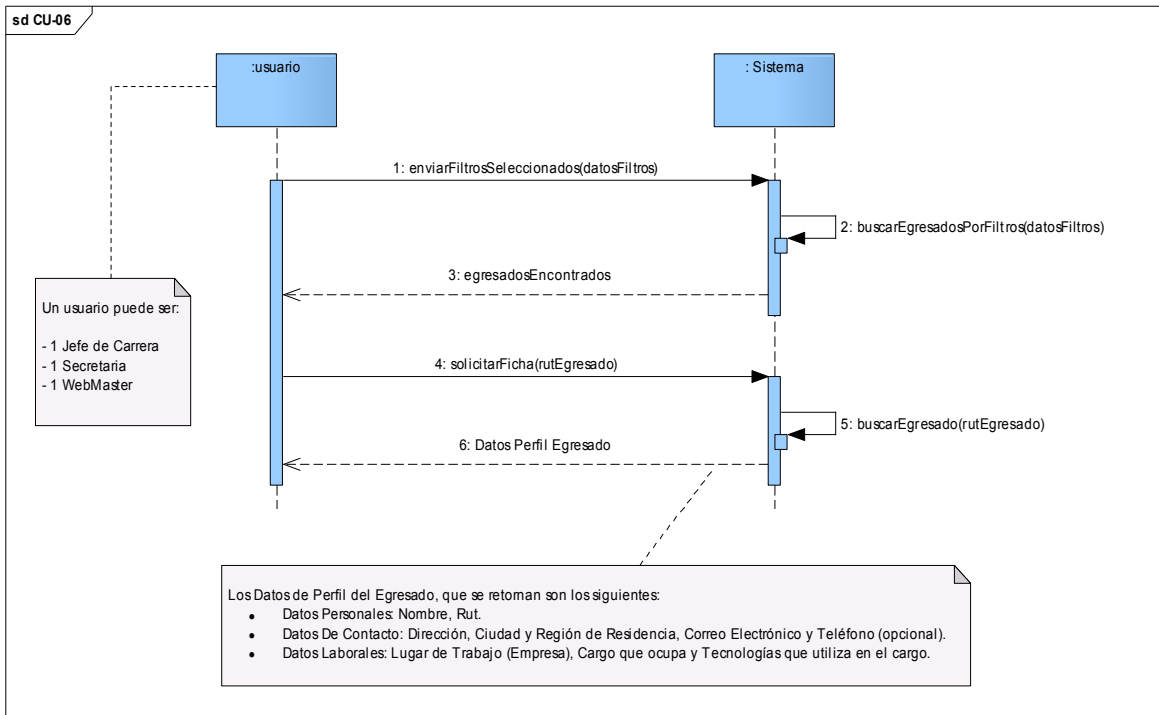 sd CU-06
:usuario
: Sistema
1: enviarFiltrosSeleccionados(datosFiltros)
2: buscarEgresadosPorFiltros(datosFiltros)
3: egresadosEncontrados
Un usuario puede ser:
- 1 Jefe de Carrera
- 1 Secretaria
- 1 WebMaster
4: solicitarFicha(rutEgresado)
5: buscarEgresado(rutEgresado)
6: Datos Perfil Egresado
Los Datos de Perfil del Egresado, que se retornan son los siguientes:
• Datos Personales: Nombre, Rut.
• Datos De Contacto: Dirección, Ciudad y Región de Residencia, Correo Electrónico y Teléfono (opcional).
• Datos Laborales: Lugar de Trabajo (Empresa), Cargo que ocupa y Tecnologías que utiliza en el cargo.